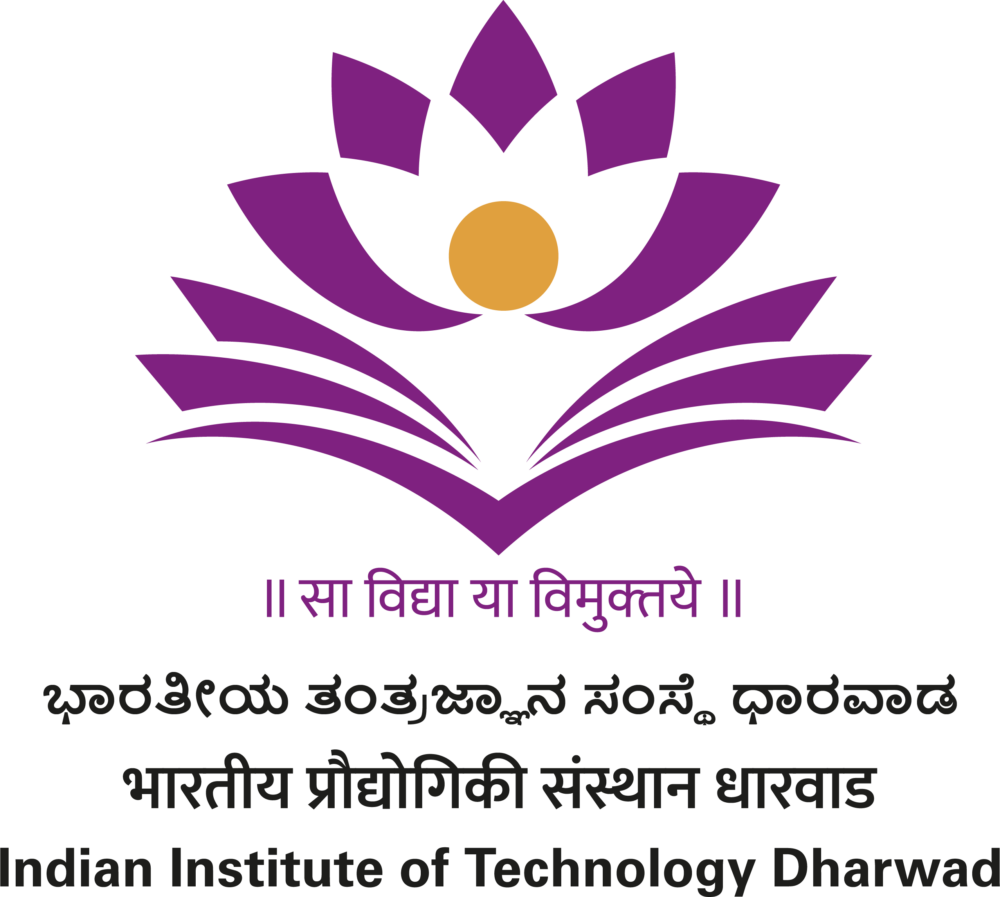 ॥ सा विद्या या विमुक्तये ॥
ಭಾರತೀಯ ತಂತ್ರಜ್ಞಾನ ಸಂಸ್ಥೆ ಧಾರವಾಡ
भारतीय प्रौद्योगिकी संस्थान धारवाड
Indian Institute of Technology Dharwad